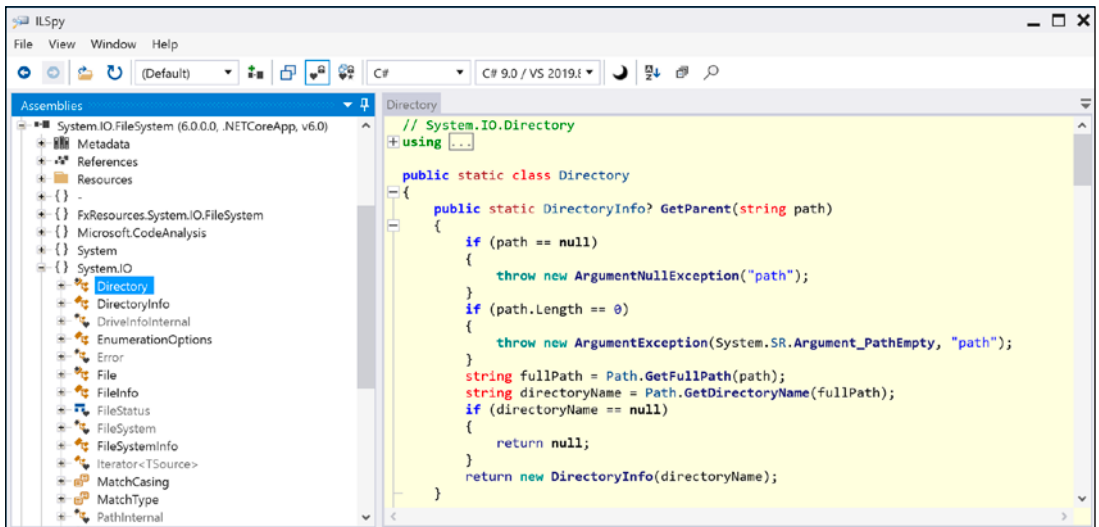 ILSpy
File View Window Help
(Default) C# C# 9.0 / VS 2019.8
Assemblies
System.IO.FileSystem (6.0.0.0, .NETCoreApp, v6.0)
Metadata
References
Resources
{ } -
{ } FxResources.System.IO.FileSystem
{ } Microsoft.CodeAnalysis
{ } System
{ } System.IO
Directory
DirectoryInfo
DriveInfoInternal
EnumerationOptions
Error
File
FileInfo
FileStatus
FileSystem
FileSystemInfo
Iterator<TSource>
MatchCasing
MatchType
PathInternal
Directory
// System.IO.Directory
using ...
public static class Directory
{
public static DirectoryInfo? GetParent(string path)
{
if (path == null)
{
throw new ArgumentNullException("path");
}
if (path.Length == 0)
{
throw new ArgumentException(System.SR.Argument_PathEmpty, "path");
}
string fullPath = Path.GetFullPath(path);
string directoryName = Path.GetDirectoryName(fullPath);
if (directoryName == null)
{
return null;
}
return new DirectoryInfo(directoryName);
}